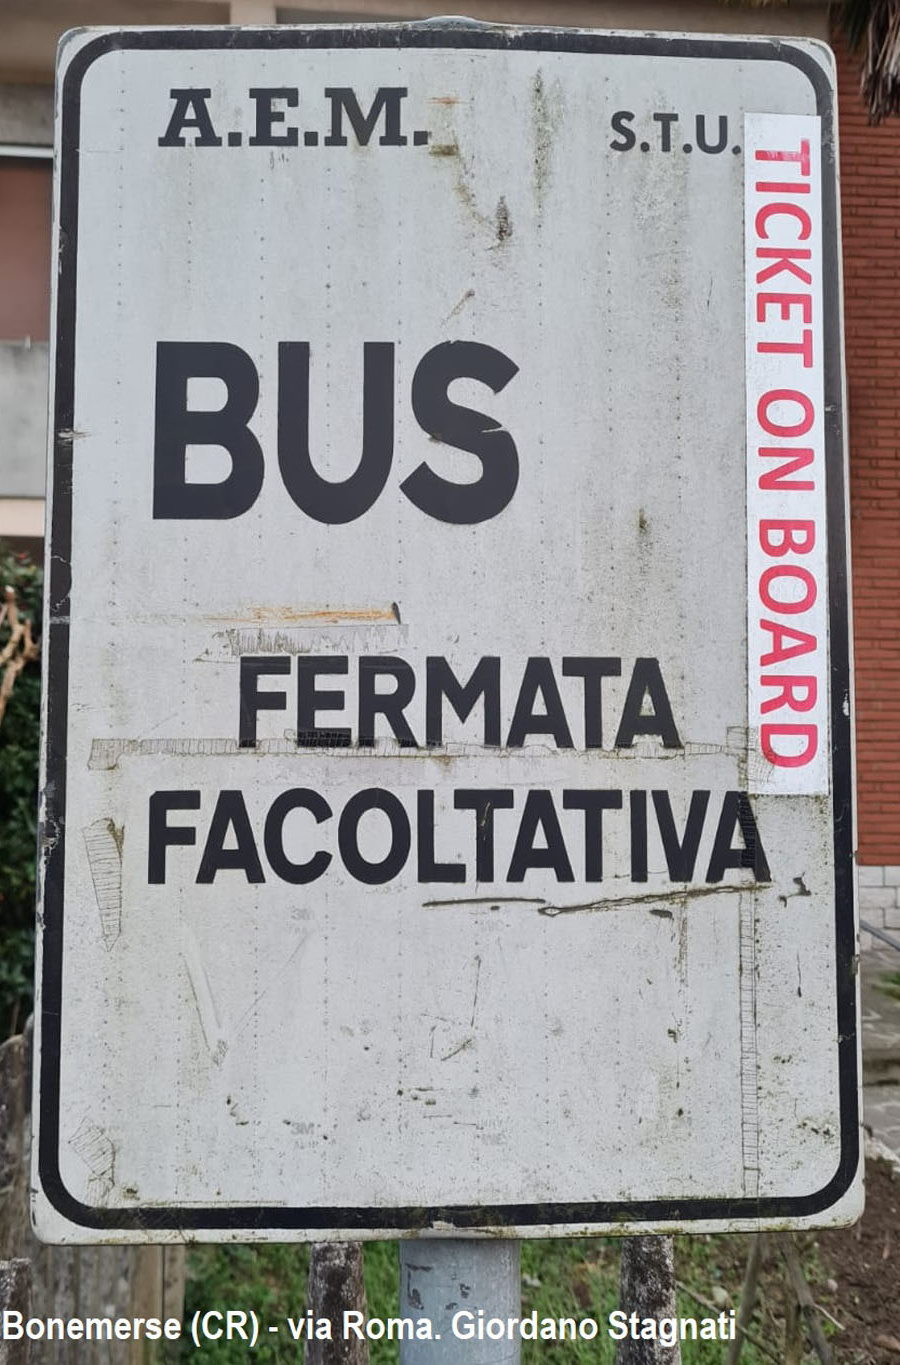 A.E.M.
S.T.U.
TICKET ON BOARD
BUS
FERMATA
FACOLTATIVA
Bonemerse (CR) - via Roma. Giordano Stagnati